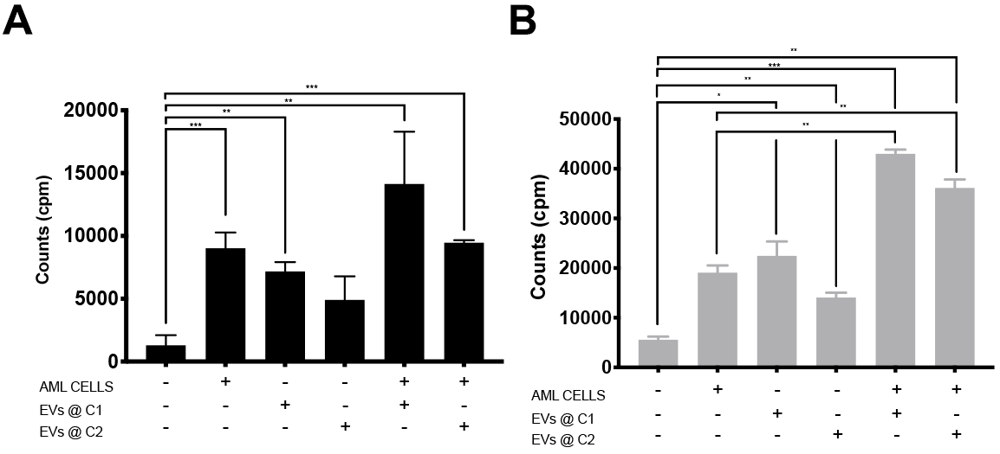 A
***
**
**
***
20000
15000
10000
5000
0
Counts (cpm)
AML CELLS - + - - + +
EVs @ C1 - - + - + -
EVs @ C2 - - - + - +
B
**
***
**
*
**
**
50000
40000
30000
20000
10000
0
Counts (cpm)
AML CELLS - + - - + +
EVs @ C1 - - + - + -
EVs @ C2 - - - + - +